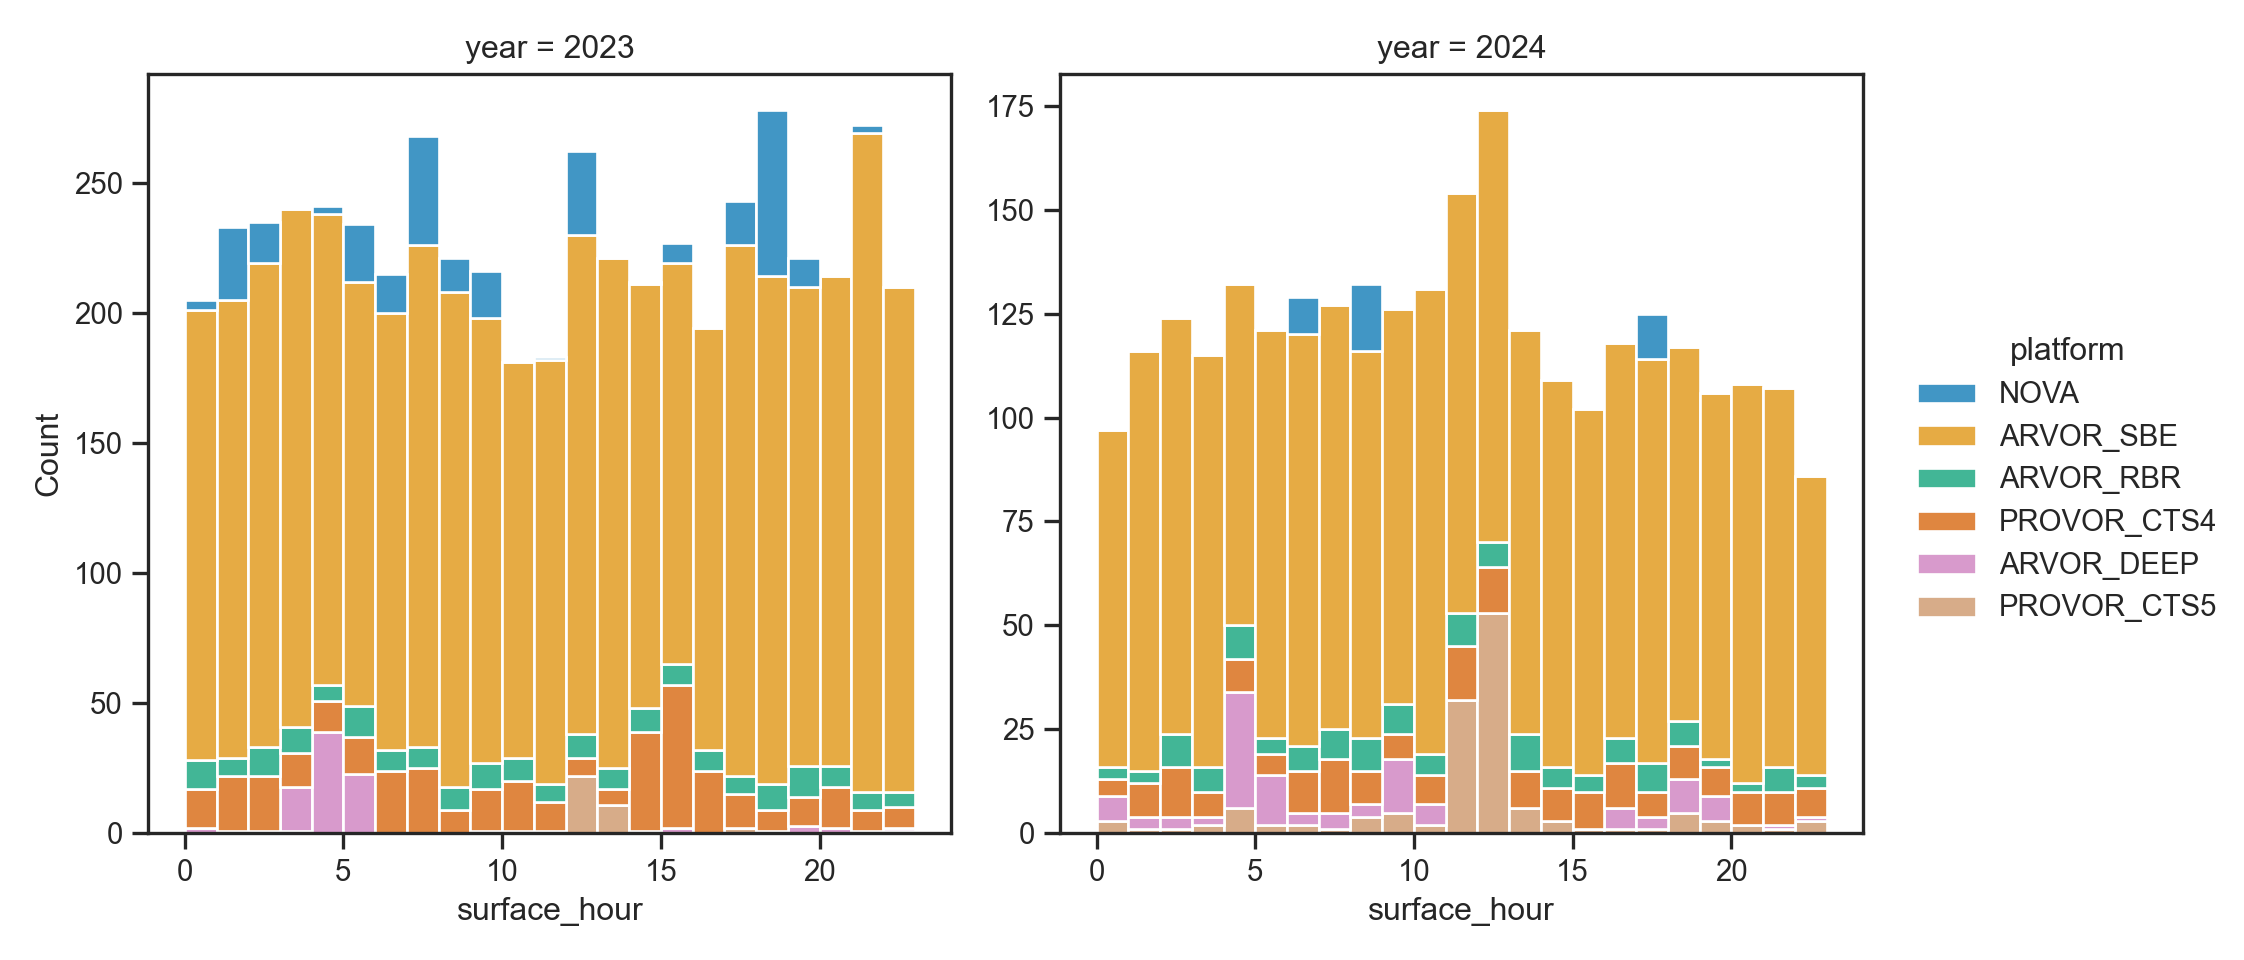 year = 2023
250
200
150
100
50
0
Count
0 5 10 15 20
surface_hour
year = 2024
175
150
125
100
75
50
25
0
0 5 10 15 20
surface_hour
platform
NOVA
ARVOR_SBE
ARVOR_RBR
PROVOR_CTS4
ARVOR_DEEP
PROVOR_CTS5